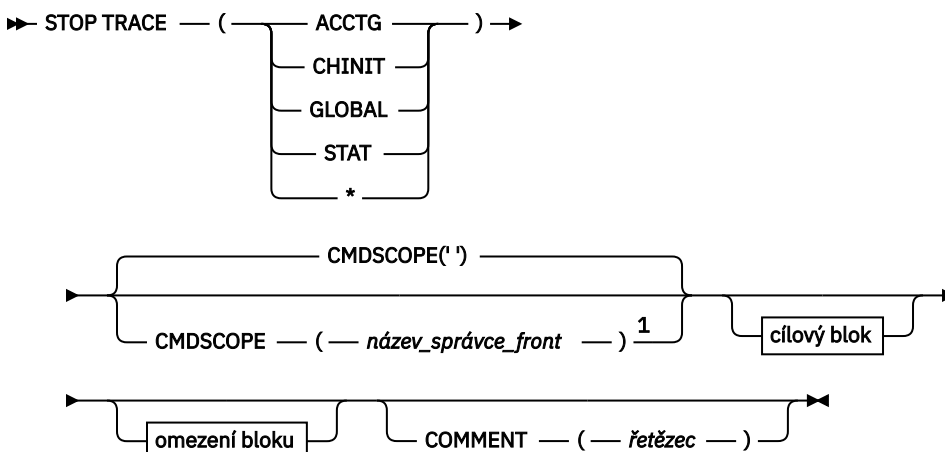 STOP TRACE ( ACCTG )
CHINIT
GLOBAL
STAT
*
CMDSCOPE(' ')
CMDSCOPE ( název_správce_front ) 1
cílový blok
omezení bloku
COMMENT ( řetězec )